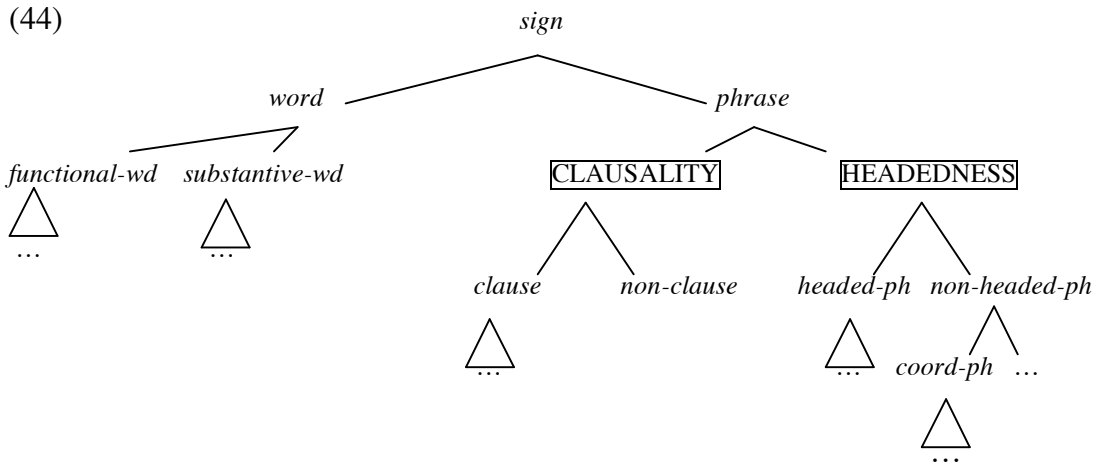 (44)
sign
word phrase
functional-wd substantive-wd CLAUSALITY HEADEDNESS
… …
clause non-clause headed-ph non-headed-ph
… … coord-ph …
…